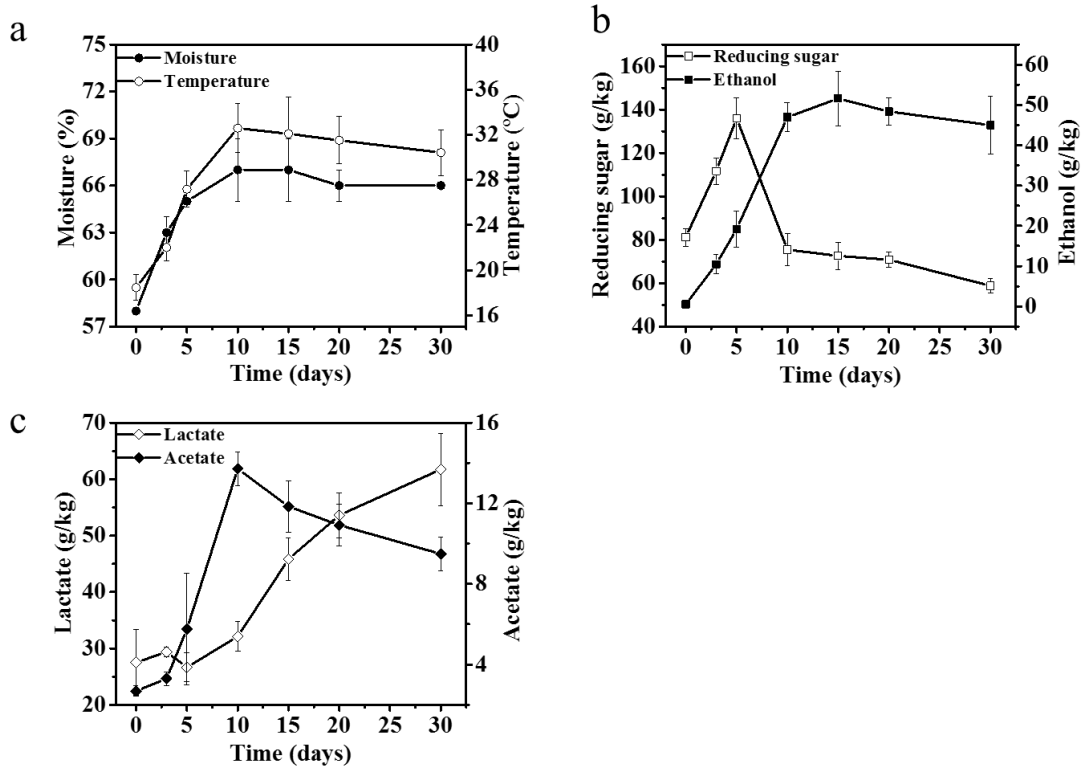 a
75
72
69
66
63
60
57
Moisture (%)
Moisture
Temperature
40
36
32
28
24
20
16
Temperature (°C)
0 5 10 15 20 25 30
Time (days)
b
160
140
120
100
80
60
40
Reducing sugar (g/kg)
Reducing sugar
Ethanol
60
50
40
30
20
10
0
Ethanol (g/kg)
0 5 10 15 20 25 30
Time (days)
c
70
60
50
40
30
20
Lactate (g/kg)
Lactate
Acetate
16
12
8
4
Acetate (g/kg)
0 5 10 15 20 25 30
Time (days)